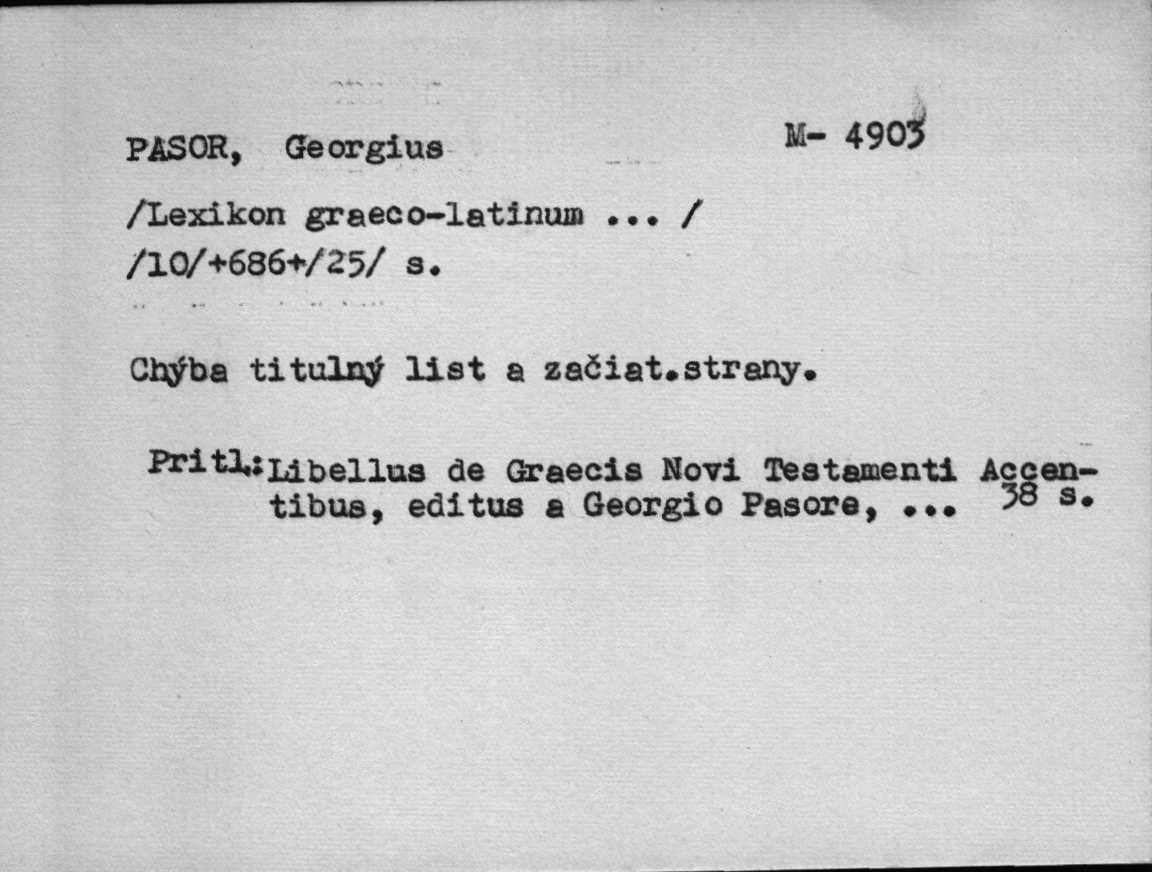 PASOR, Georgius M- 4903
/Lexikon graeco-latinum ... /
/10/+686+/25/ s.
Chýba titulný list a začiat.strany.
Pritl.:Libellus de Graecis Novi Testamenti Accen-
tibus, editus a Georgio Pasore, ... 38 s.